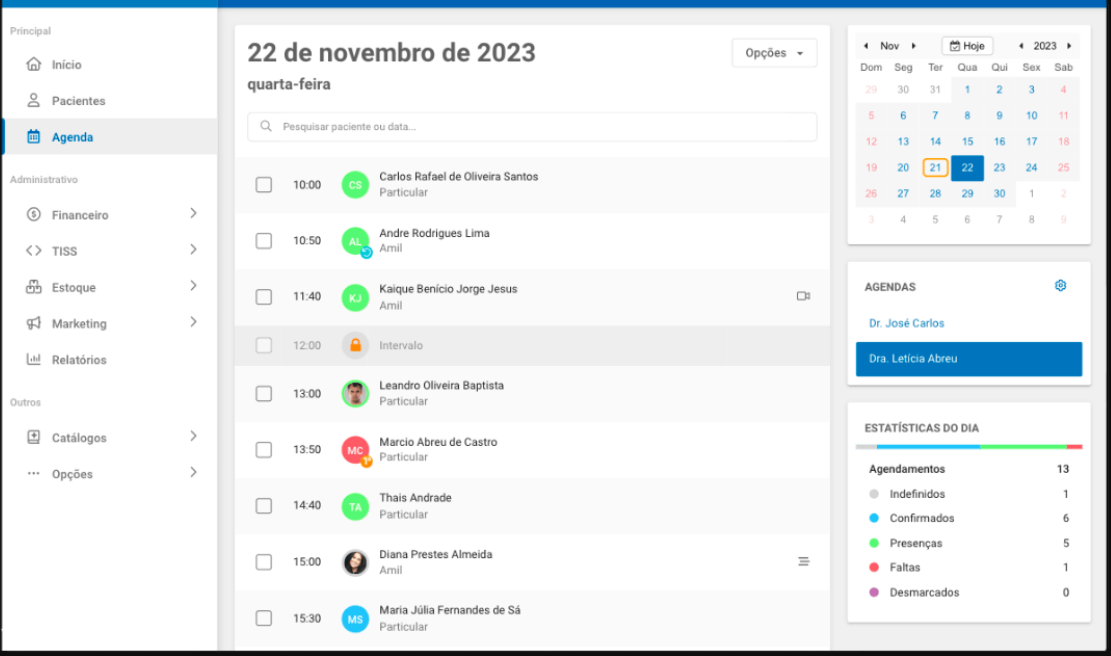 Principal
Início
Pacientes
Agenda
Administrativo
Financeiro
TISS
Estoque
Marketing
Relatórios
Outros
Catálogos
Opções
22 de novembro de 2023
Opções
quarta-feira
Pesquisar paciente ou data...
10:00 CS Carlos Rafael de Oliveira Santos
Particular
10:50 AL Andre Rodrigues Lima
Amil
11:40 KJ Kaique Benício Jorge Jesus
Amil
12:00 Intervalo
13:00 Leandro Oliveira Baptista
Particular
13:50 MC Marcio Abreu de Castro
Particular
14:40 TA Thais Andrade
Particular
15:00 Diana Prestes Almeida
Amil
15:30 MS Maria Júlia Fernandes de Sá
Particular
Nov Hoje 2023
Dom Seg Ter Qua Qui Sex Sab
29 30 31 1 2 3 4
5 6 7 8 9 10 11
12 13 14 15 16 17 18
19 20 21 22 23 24 25
26 27 28 29 30 1 2
3 4 5 6 7 8 9
AGENDAS
Dr. José Carlos
Dra. Letícia Abreu
ESTATÍSTICAS DO DIA
Agendamentos 13
Indefinidos 1
Confirmados 6
Presenças 5
Faltas 1
Desmarcados 0